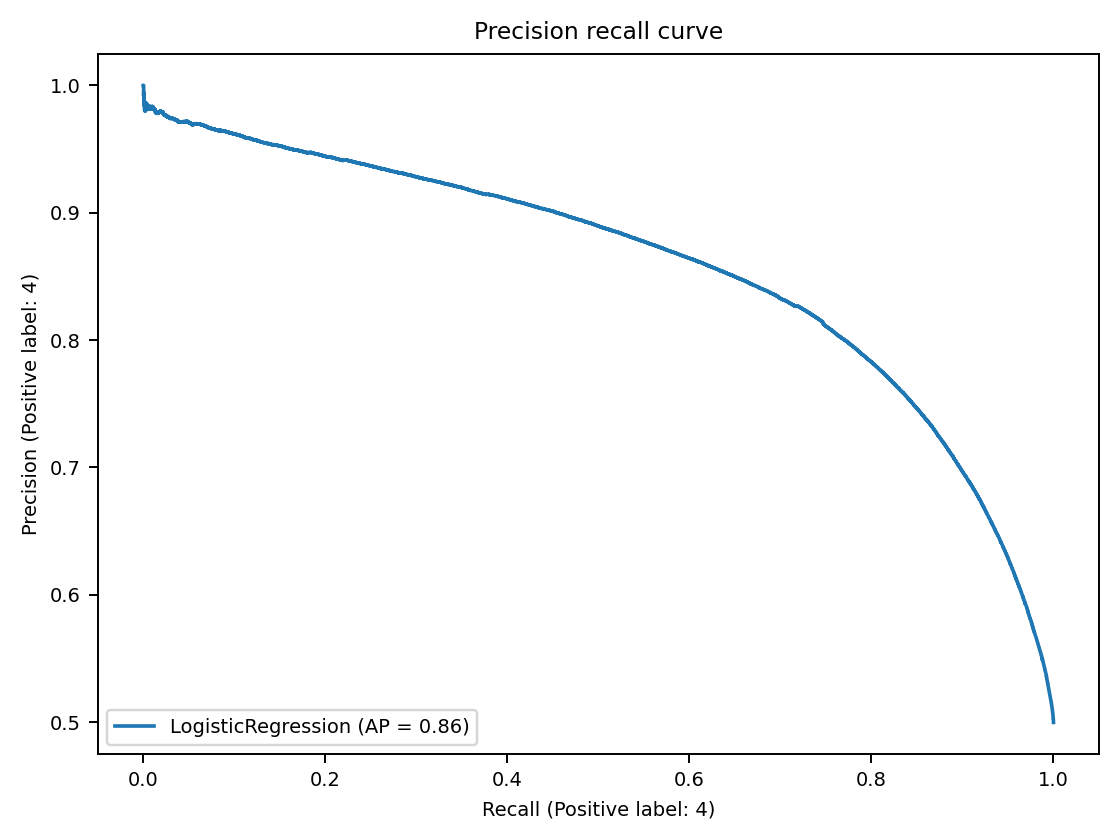 Precision recall curve
1.0
0.9
0.8
0.7
0.6
0.5
Precision (Positive label: 4)
LogisticRegression (AP = 0.86)
0.0 0.2 0.4 0.6 0.8 1.0
Recall (Positive label: 4)